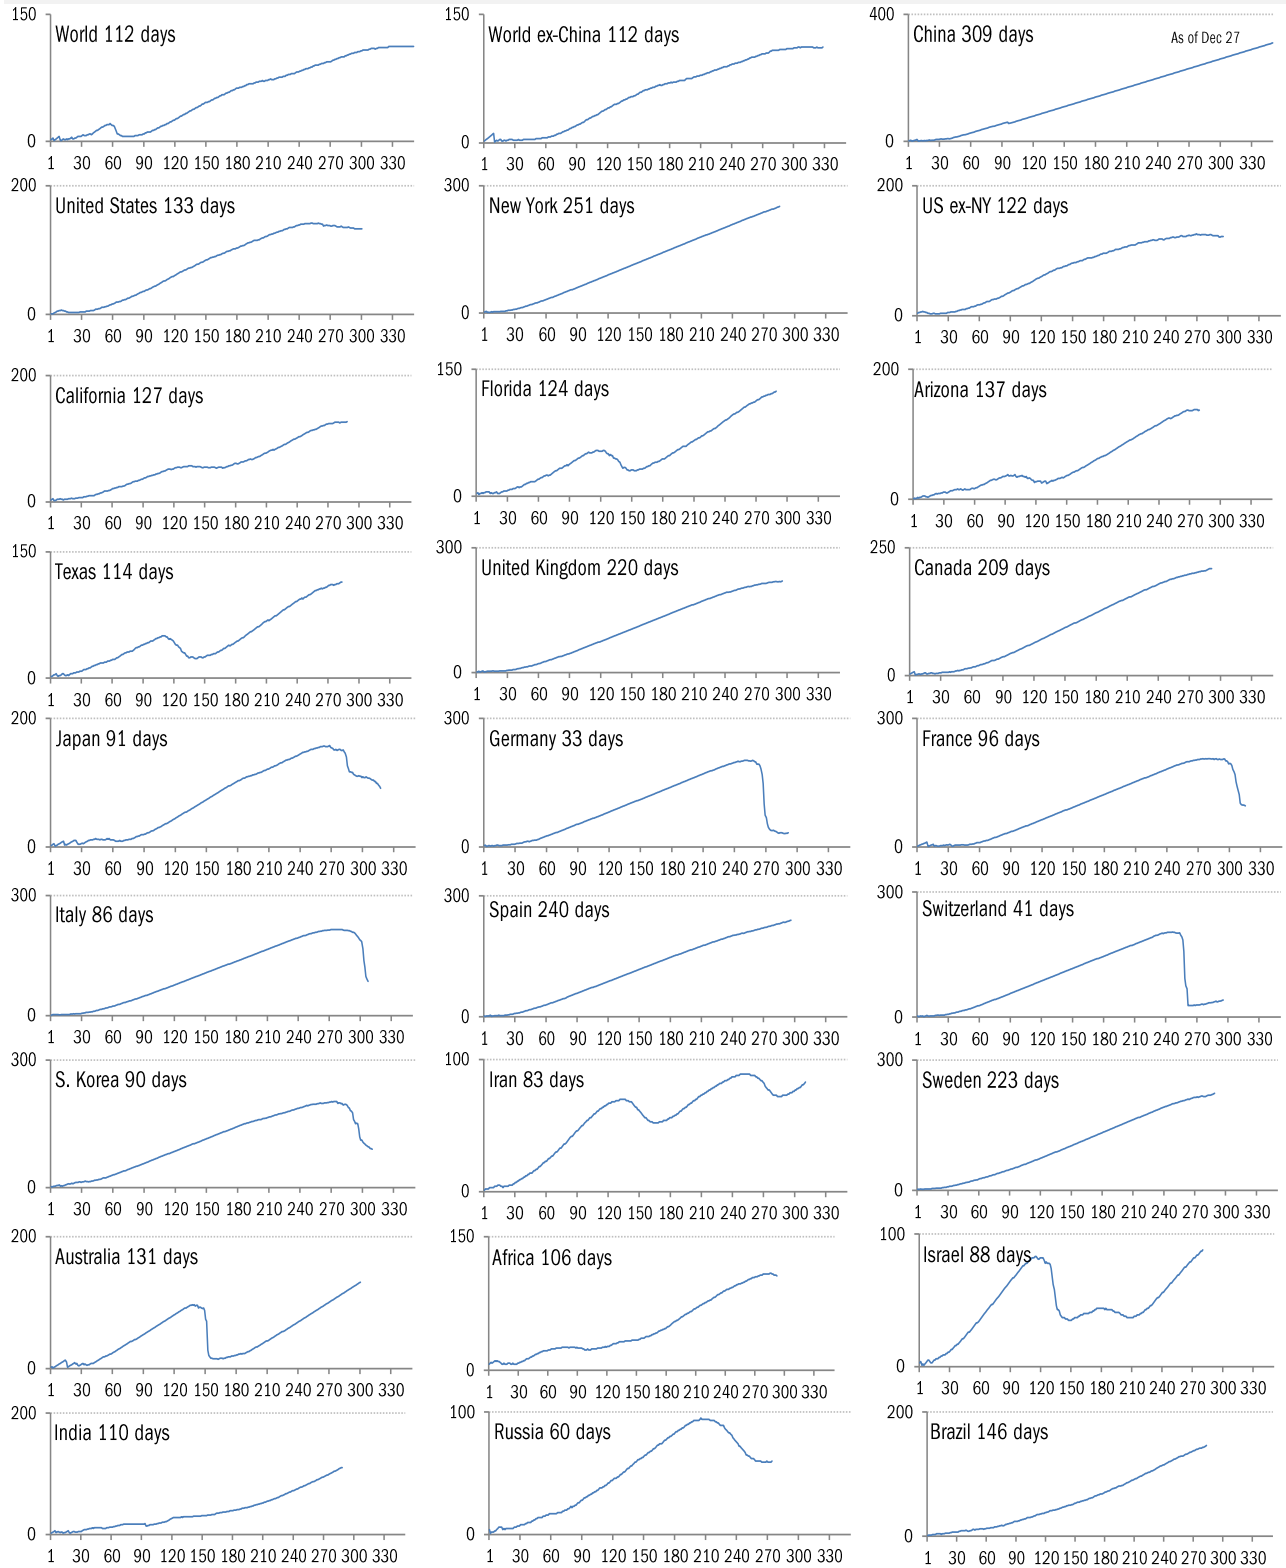 150
World 112 days
0
1 30 60 90 120 150 180 210 240 270 300 330
150
World ex-China 112 days
0
1 30 60 90 120 150 180 210 240 270 300 330
400
China 309 days
As of Dec 27
0
1 30 60 90 120 150 180 210 240 270 300 330
200
United States 133 days
0
1 30 60 90 120 150 180 210 240 270 300 330
300
New York 251 days
0
1 30 60 90 120 150 180 210 240 270 300 330
200
US ex-NY 122 days
0
1 30 60 90 120 150 180 210 240 270 300 330
200
California 127 days
0
1 30 60 90 120 150 180 210 240 270 300 330
150
Florida 124 days
0
1 30 60 90 120 150 180 210 240 270 300 330
200
Arizona 137 days
0
1 30 60 90 120 150 180 210 240 270 300 330
150
Texas 114 days
0
1 30 60 90 120 150 180 210 240 270 300 330
300
United Kingdom 220 days
0
1 30 60 90 120 150 180 210 240 270 300 330
250
Canada 209 days
0
1 30 60 90 120 150 180 210 240 270 300 330
200
Japan 91 days
0
1 30 60 90 120 150 180 210 240 270 300 330
300
Germany 33 days
0
1 30 60 90 120 150 180 210 240 270 300 330
300
France 96 days
0
1 30 60 90 120 150 180 210 240 270 300 330
300
Italy 86 days
0
1 30 60 90 120 150 180 210 240 270 300 330
300
Spain 240 days
0
1 30 60 90 120 150 180 210 240 270 300 330
300
Switzerland 41 days
0
1 30 60 90 120 150 180 210 240 270 300 330
300
S. Korea 90 days
0
1 30 60 90 120 150 180 210 240 270 300 330
100
Iran 83 days
0
1 30 60 90 120 150 180 210 240 270 300 330
300
Sweden 223 days
0
1 30 60 90 120 150 180 210 240 270 300 330
200
Australia 131 days
0
1 30 60 90 120 150 180 210 240 270 300 330
150
Africa 106 days
0
1 30 60 90 120 150 180 210 240 270 300 330
100
Israel 88 days
0
1 30 60 90 120 150 180 210 240 270 300 330
200
India 110 days
0
1 30 60 90 120 150 180 210 240 270 300 330
100
Russia 60 days
0
1 30 60 90 120 150 180 210 240 270 300 330
200
Brazil 146 days
0
1 30 60 90 120 150 180 210 240 270 300 330